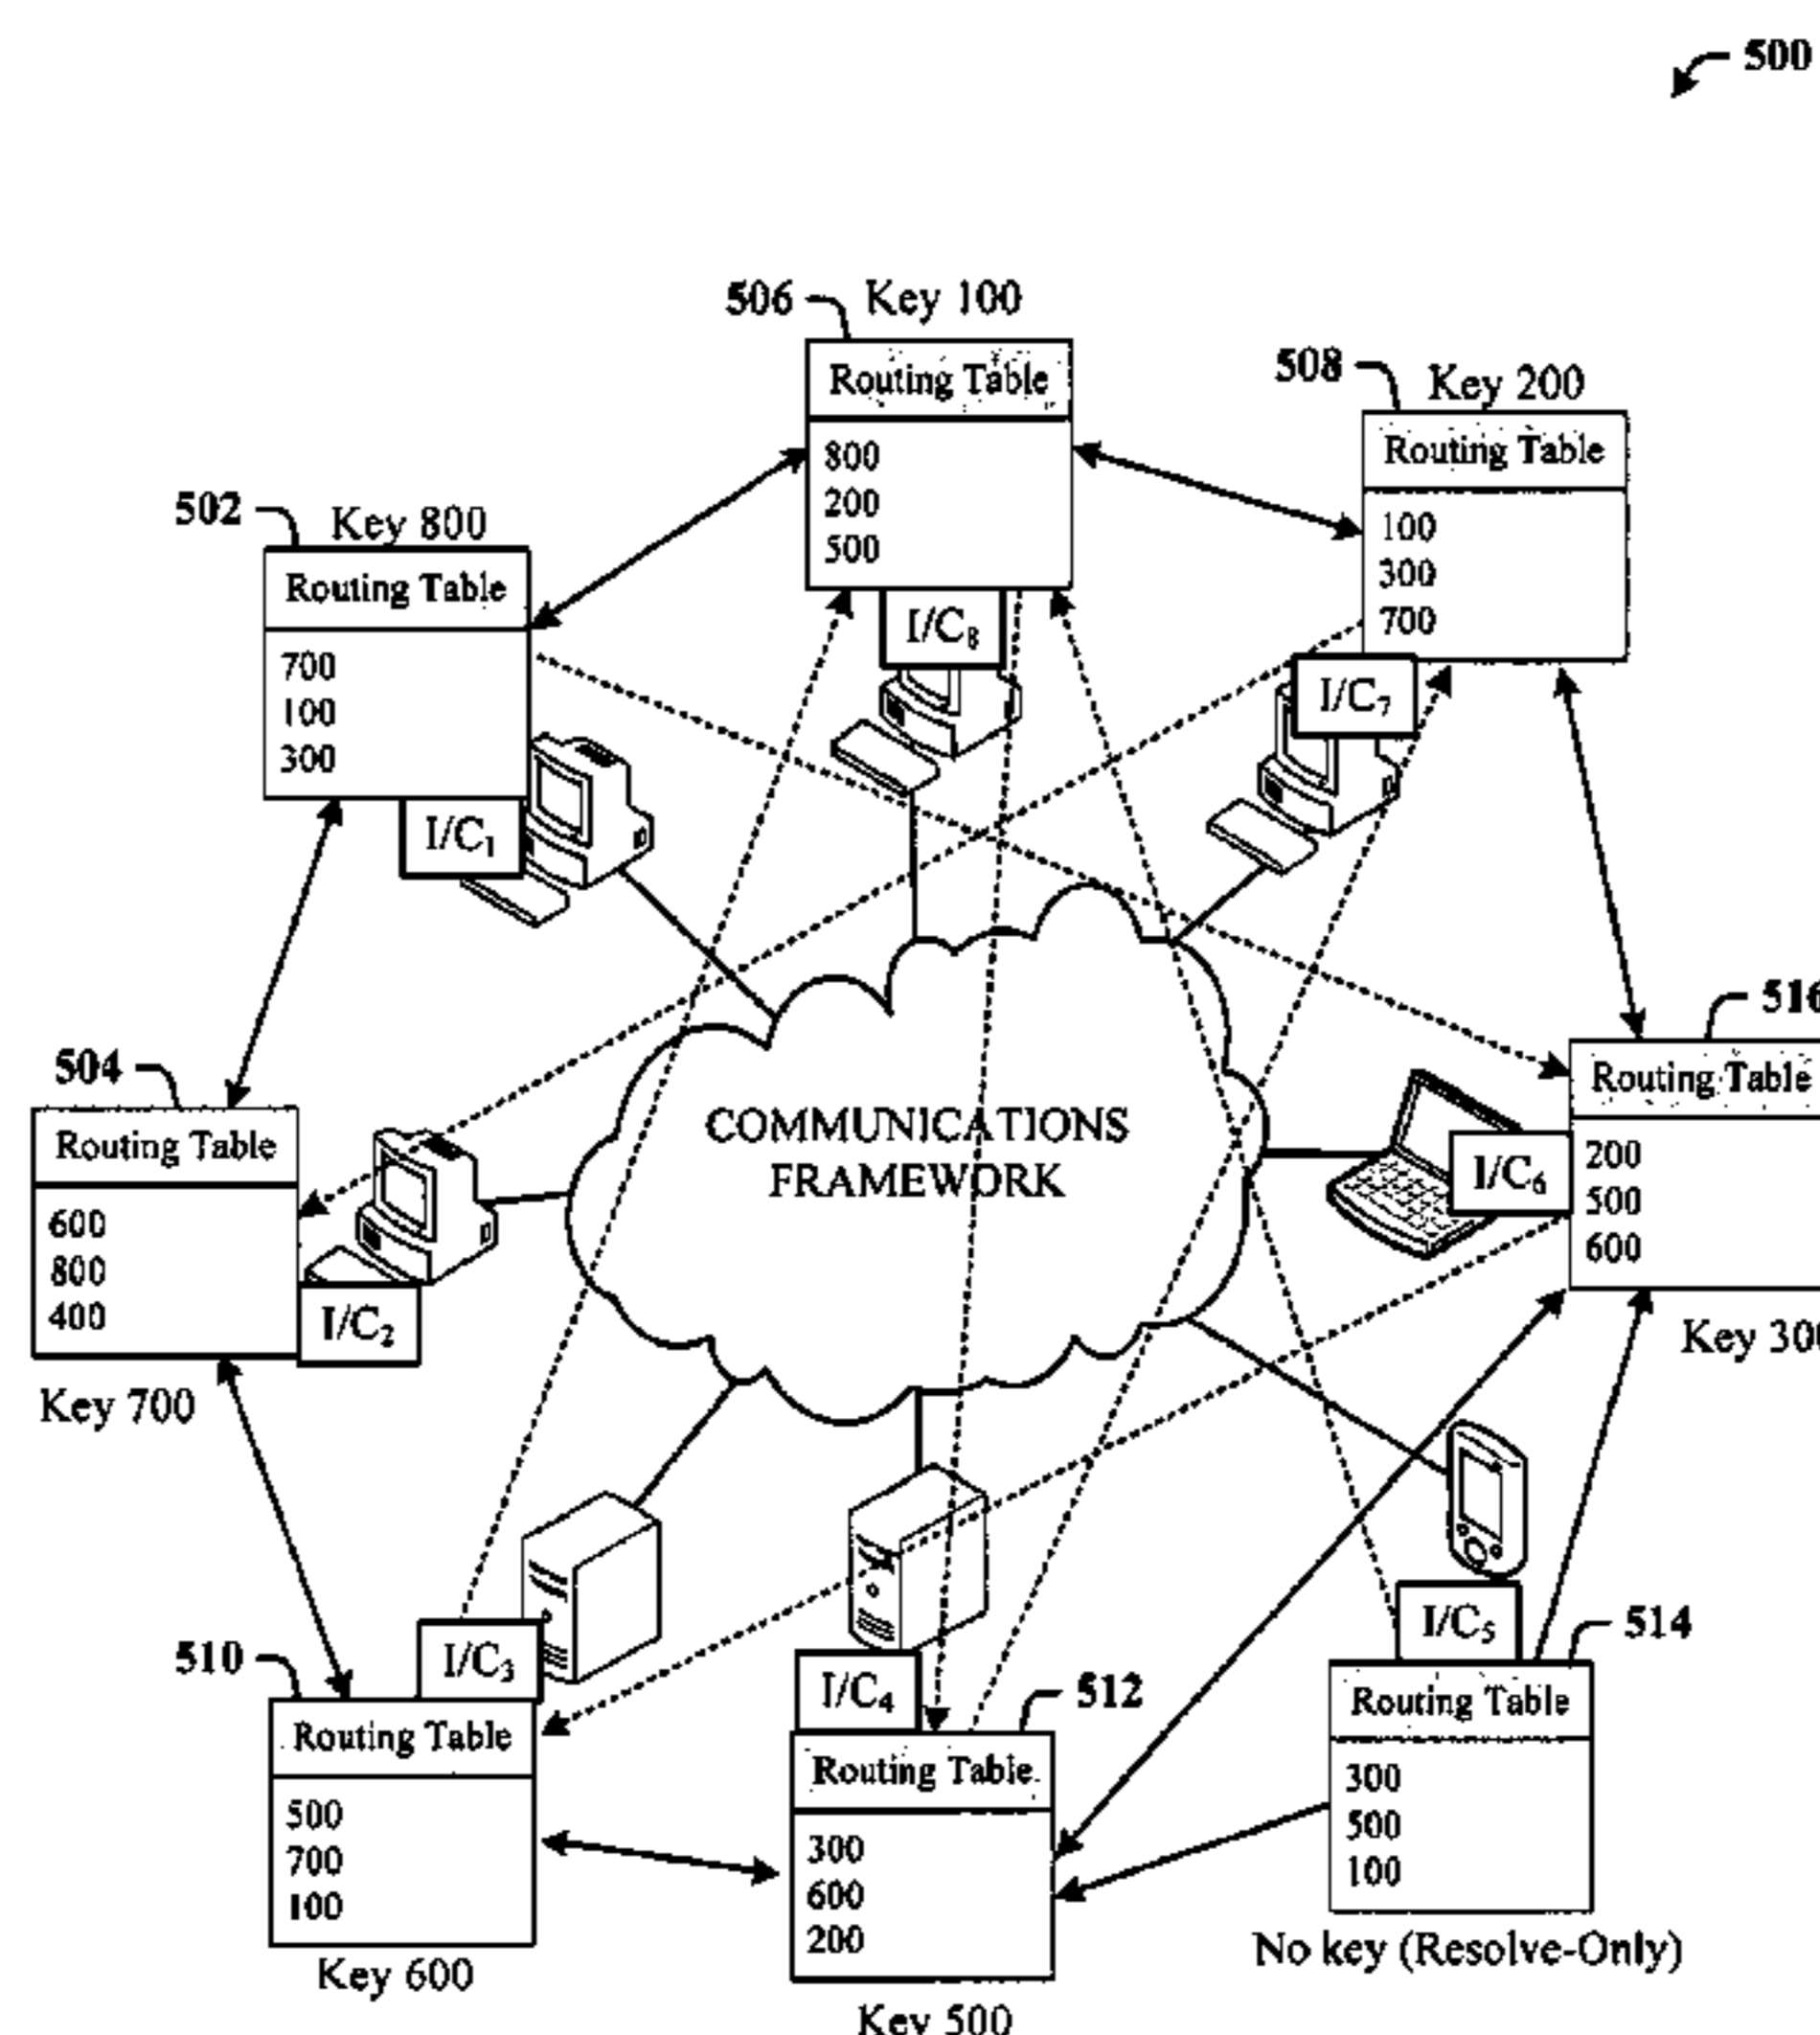 500
506
Key 100
Routing Table
800
200
500
I/C8
508
Key 200
Routing Table
100
300
700
I/C7
502
Key 800
Routing Table
700
100
300
I/C1
504
Routing Table
600
800
400
I/C2
Key 700
COMMUNICATIONS
FRAMEWORK
516
Routing Table
200
500
600
I/C6
Key 300
510
I/C3
Routing Table
500
700
100
Key 600
I/C4
512
Routing Table
300
600
200
Key 500
I/C5
514
Routing Table
300
500
100
No key (Resolve-Only)